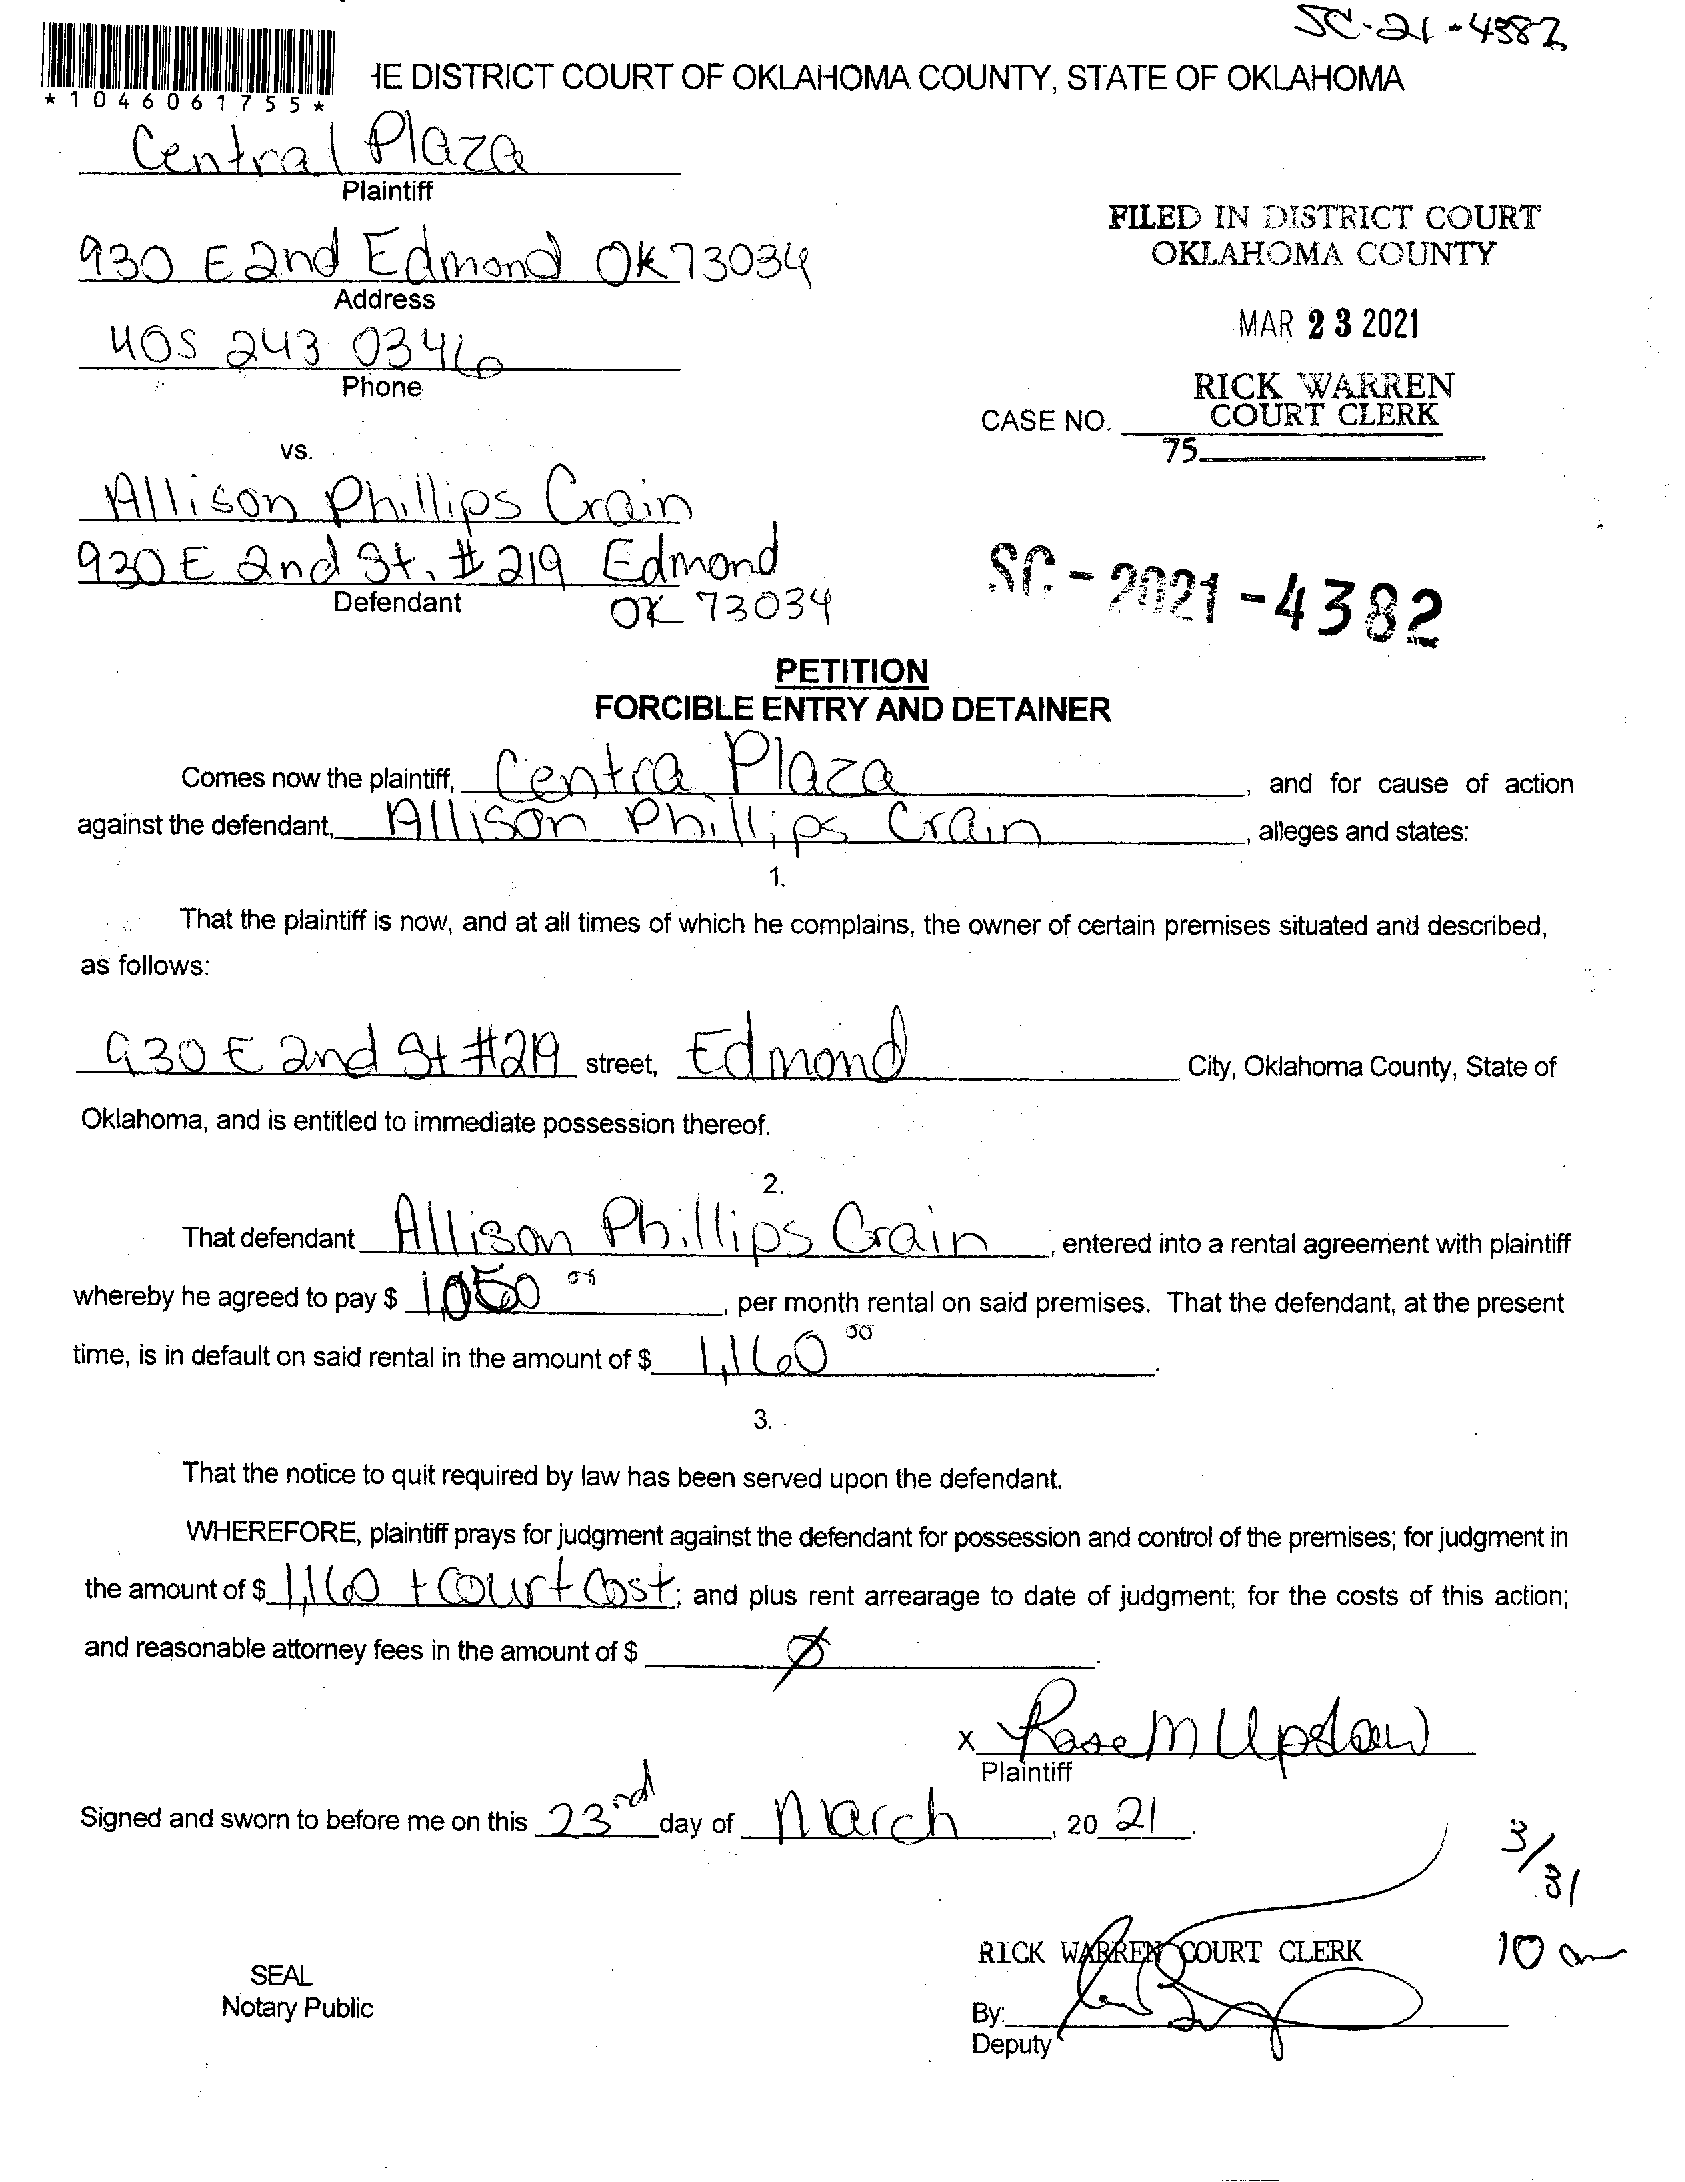 SC-21-4382
*1046061755*
IE DISTRICT COURT OF OKLAHOMA COUNTY, STATE OF OKLAHOMA
Central Plaza
Plaintiff
930 E 2nd Edmond OK 73034
Address
405 243 0346
Phone
FILED IN DISTRICT COURT
OKLAHOMA COUNTY
MAR 23 2021
RICK WARREN
COURT CLERK
CASE NO.
75
vs.
Allison Phillips Crain
930 E 2nd St. #219 Edmond
OK 73034
Defendant
SC-2021-4382
PETITION
FORCIBLE ENTRY AND DETAINER
Comes now the plaintiff, Centra Plaza, and for cause of action
against the defendant, Allison Phillips Crain, alleges and states:
1.
That the plaintiff is now, and at all times of which he complains, the owner of certain premises situated and described,
as follows:
930 E 2nd St #219 street, Edmond City, Oklahoma County, State of
Oklahoma, and is entitled to immediate possession thereof.
2.
That defendant Allison Phillips Crain, entered into a rental agreement with plaintiff
whereby he agreed to pay $ 1,050, per month rental on said premises. That the defendant, at the present
time, is in default on said rental in the amount of $ 1,160 00.
3.
That the notice to quit required by law has been served upon the defendant.
WHEREFORE, plaintiff prays for judgment against the defendant for possession and control of the premises; for judgment in
the amount of $ 1,160 + Court Cost; and plus rent arrearage to date of judgment; for the costs of this action;
and reasonable attorney fees in the amount of $ Ø.
x Rose M Upshaw
Plaintiff
Signed and sworn to before me on this 23rd day of March, 20 21.
3/31
10 am
RICK WARREN COURT CLERK
SEAL
Notary Public
By:
Deputy